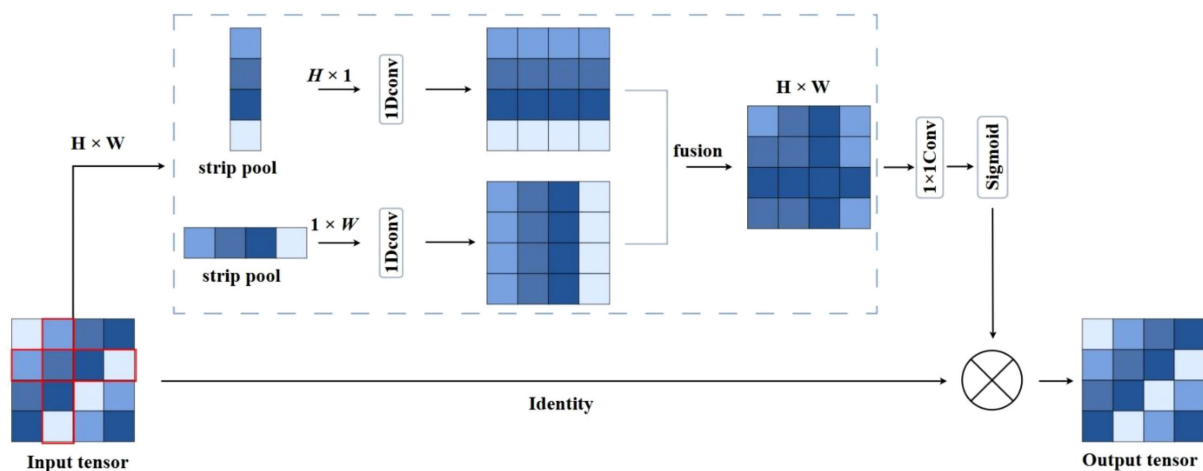 H × W
strip pool
H × 1
1Dconv
strip pool
1 × W
1Dconv
fusion
H × W
1×1Conv
Sigmoid
Identity
Input tensor
Output tensor